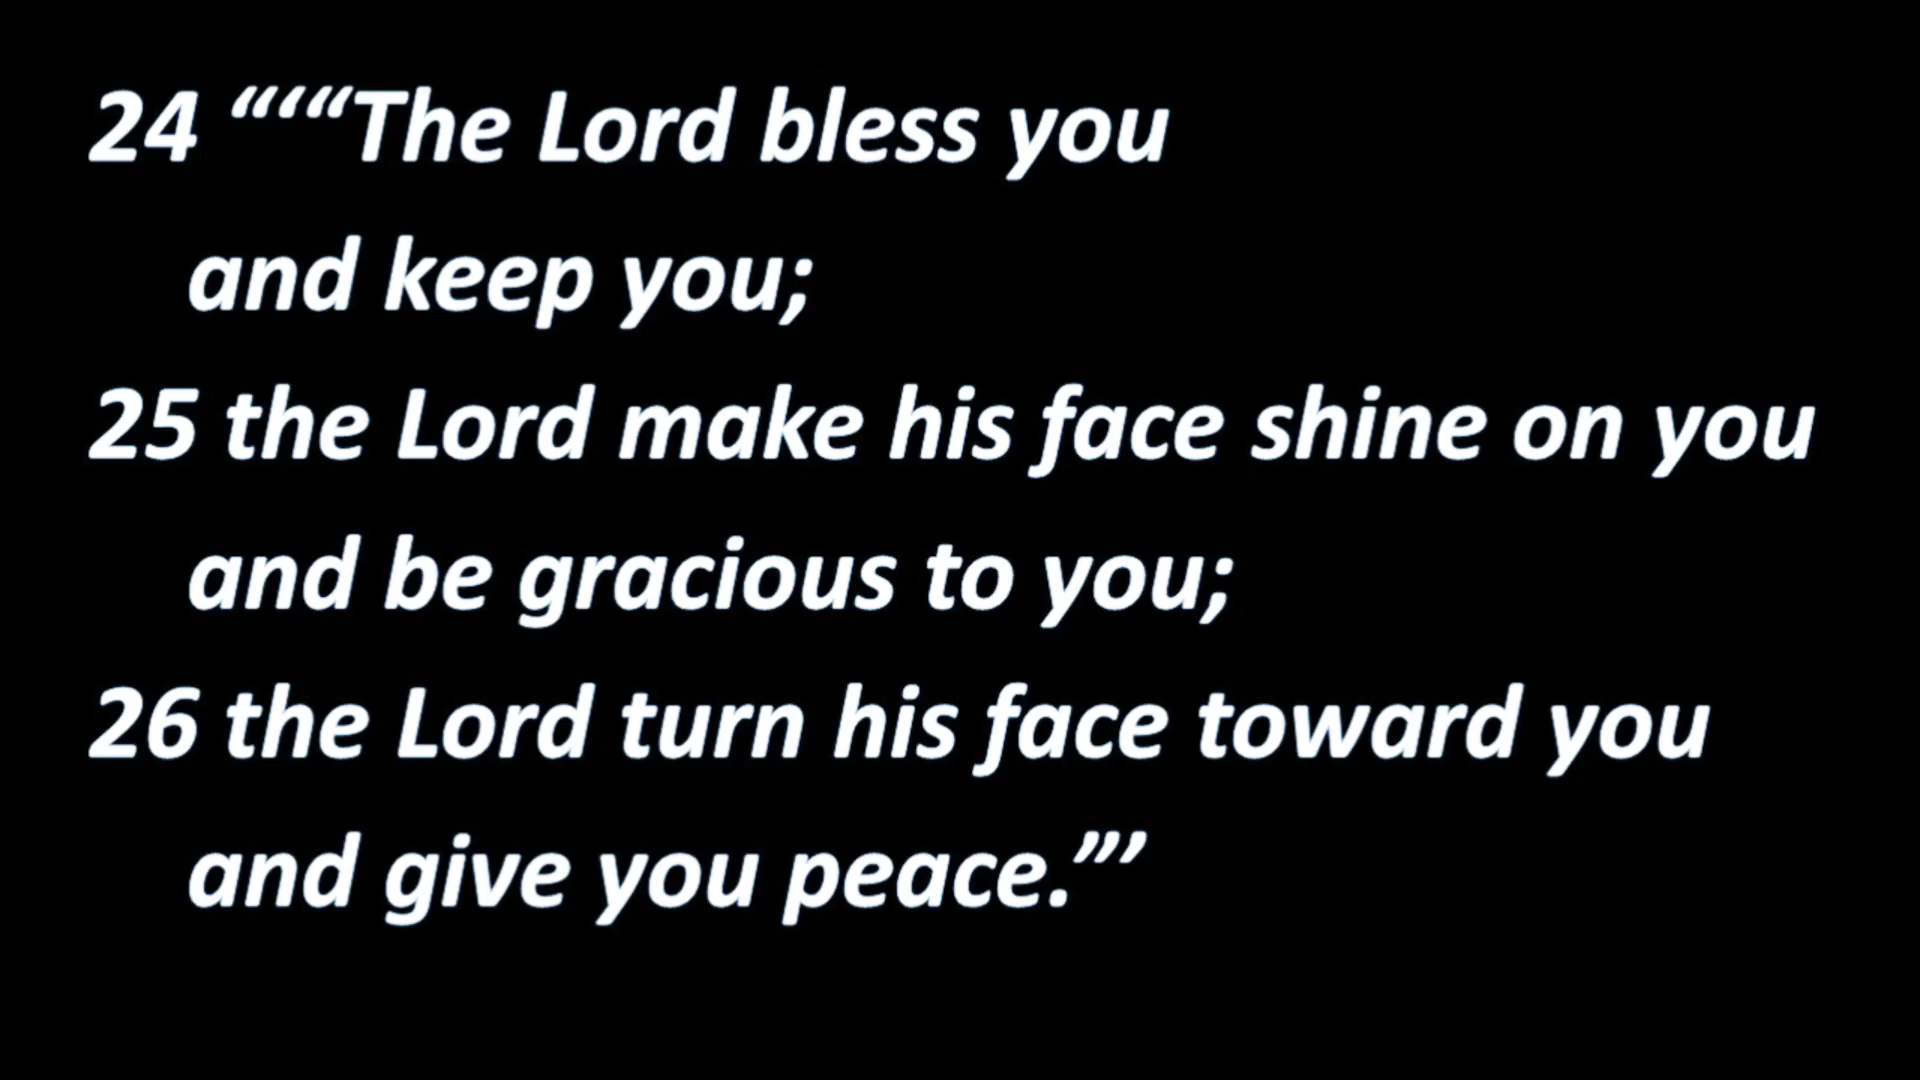 24 “‘“The Lord bless you
and keep you;
25 the Lord make his face shine on you
and be gracious to you;
26 the Lord turn his face toward you
and give you peace.”’